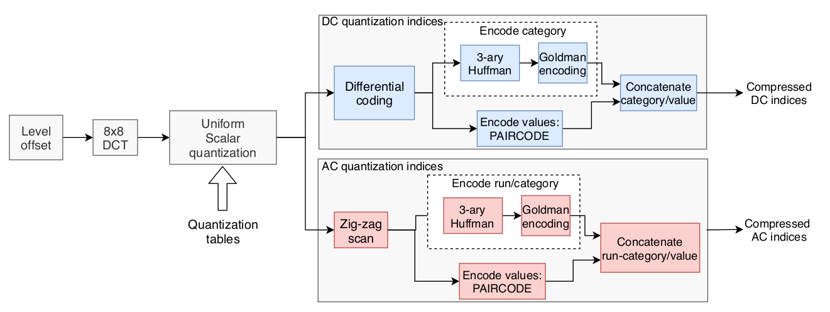 Level
offset
8x8
DCT
Uniform
Scalar
quantization
Quantization
tables
DC quantization indices
Differential
coding
Encode category
3-ary
Huffman
Goldman
encoding
Encode values:
PAIRCODE
Concatenate
category/value
Compressed
DC indices
AC quantization indices
Zig-zag
scan
Encode run/category
3-ary
Huffman
Goldman
encoding
Encode values:
PAIRCODE
Concatenate
run-category/value
Compressed
AC indices